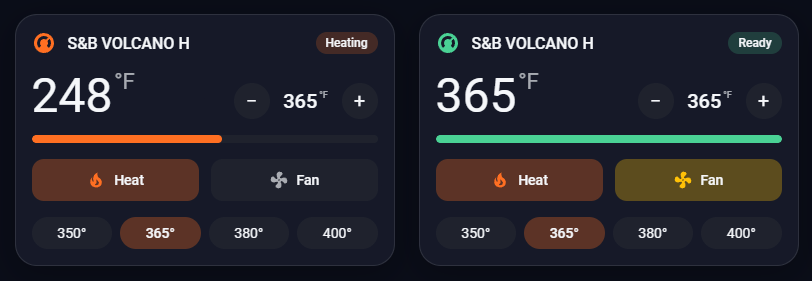 S&B VOLCANO H Heating
248°F − 365°F +
Heat Fan
350° 365° 380° 400°
S&B VOLCANO H Ready
365°F − 365°F +
Heat Fan
350° 365° 380° 400°